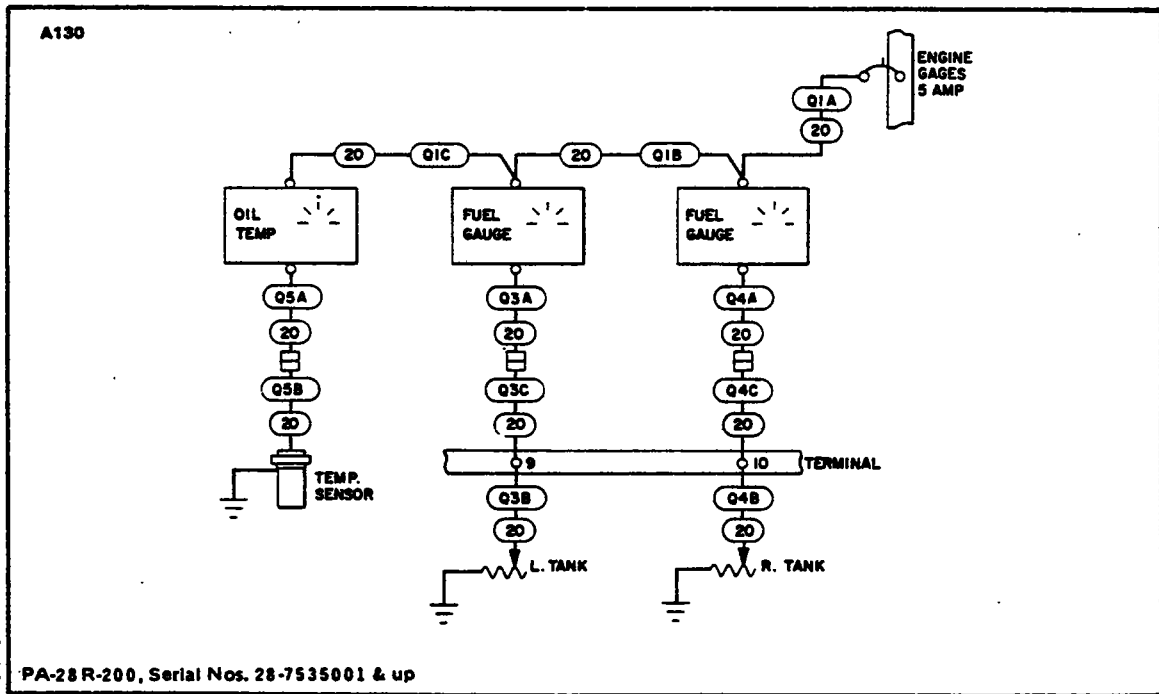 A130
ENGINE
GAGES
5 AMP
Q1A
20
20
Q1C
20
Q1B
OIL
TEMP
FUEL
GAUGE
FUEL
GAUGE
Q5A
Q3A
Q4A
20
20
20
Q5B
Q3C
Q4C
20
20
20
9
10
TERMINAL
TEMP.
SENSOR
Q3B
Q4B
20
20
L. TANK
R. TANK
PA-28R-200, Serial Nos. 28-7535001 & up